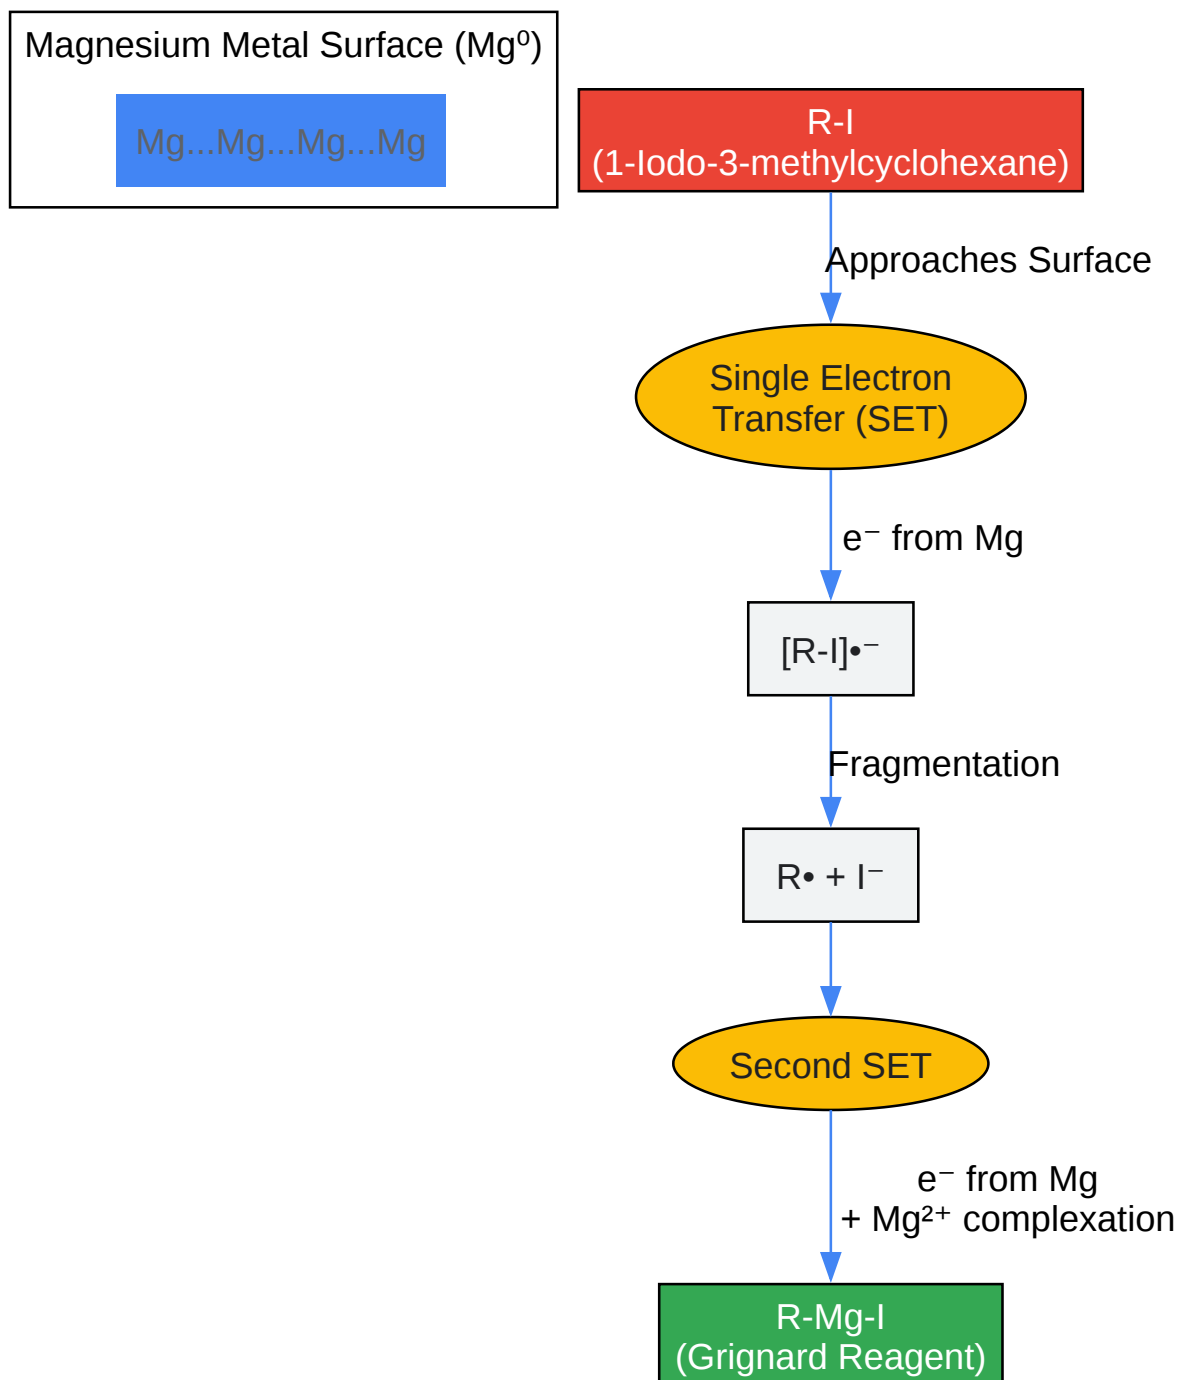 Magnesium Metal Surface (Mg⁰)
Mg...Mg...Mg...Mg
R-I
(1-Iodo-3-methylcyclohexane)
Approaches Surface
Single Electron
Transfer (SET)
e⁻ from Mg
[R-I]•⁻
Fragmentation
R• + I⁻
Second SET
e⁻ from Mg
+ Mg²⁺ complexation
R-Mg-I
(Grignard Reagent)